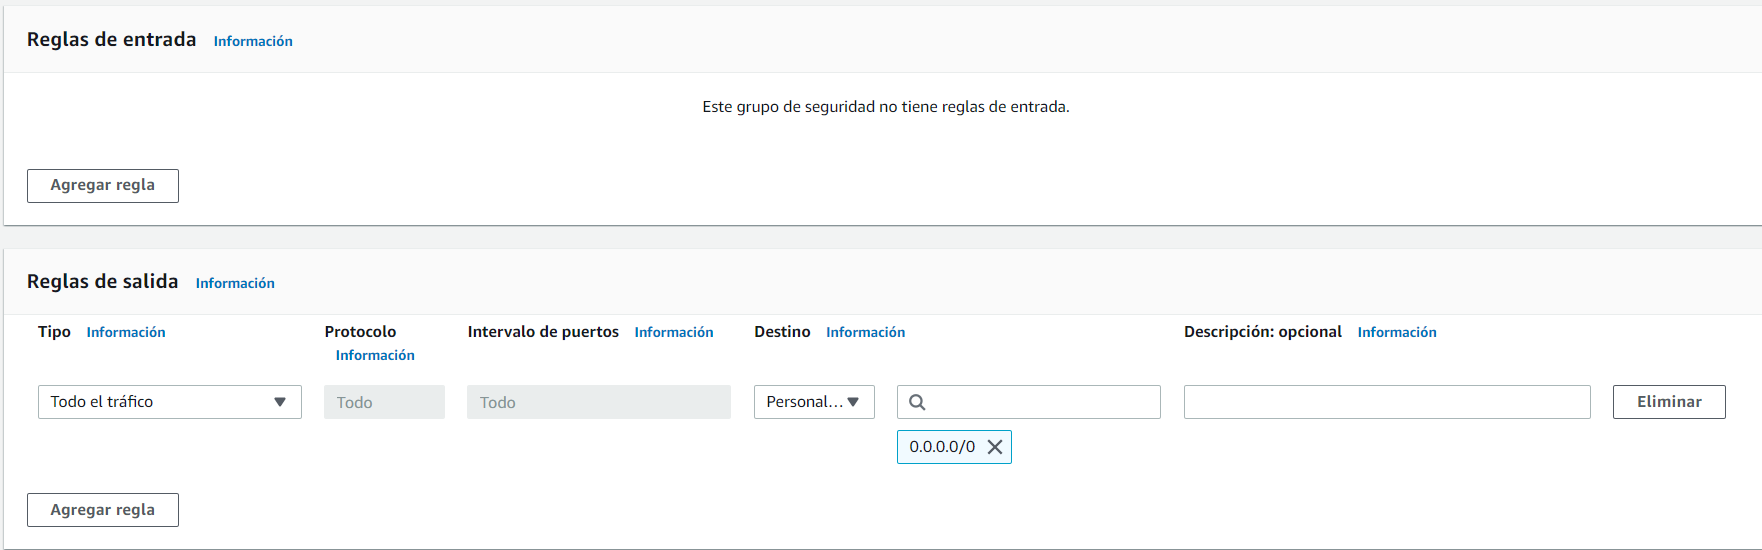 Reglas de entrada Información
Este grupo de seguridad no tiene reglas de entrada.
Agregar regla
Reglas de salida Información
Tipo Información Protocolo Información Intervalo de puertos Información Destino Información Descripción: opcional Información
Todo el tráfico Todo Todo Personal... Eliminar
0.0.0.0/0
Agregar regla